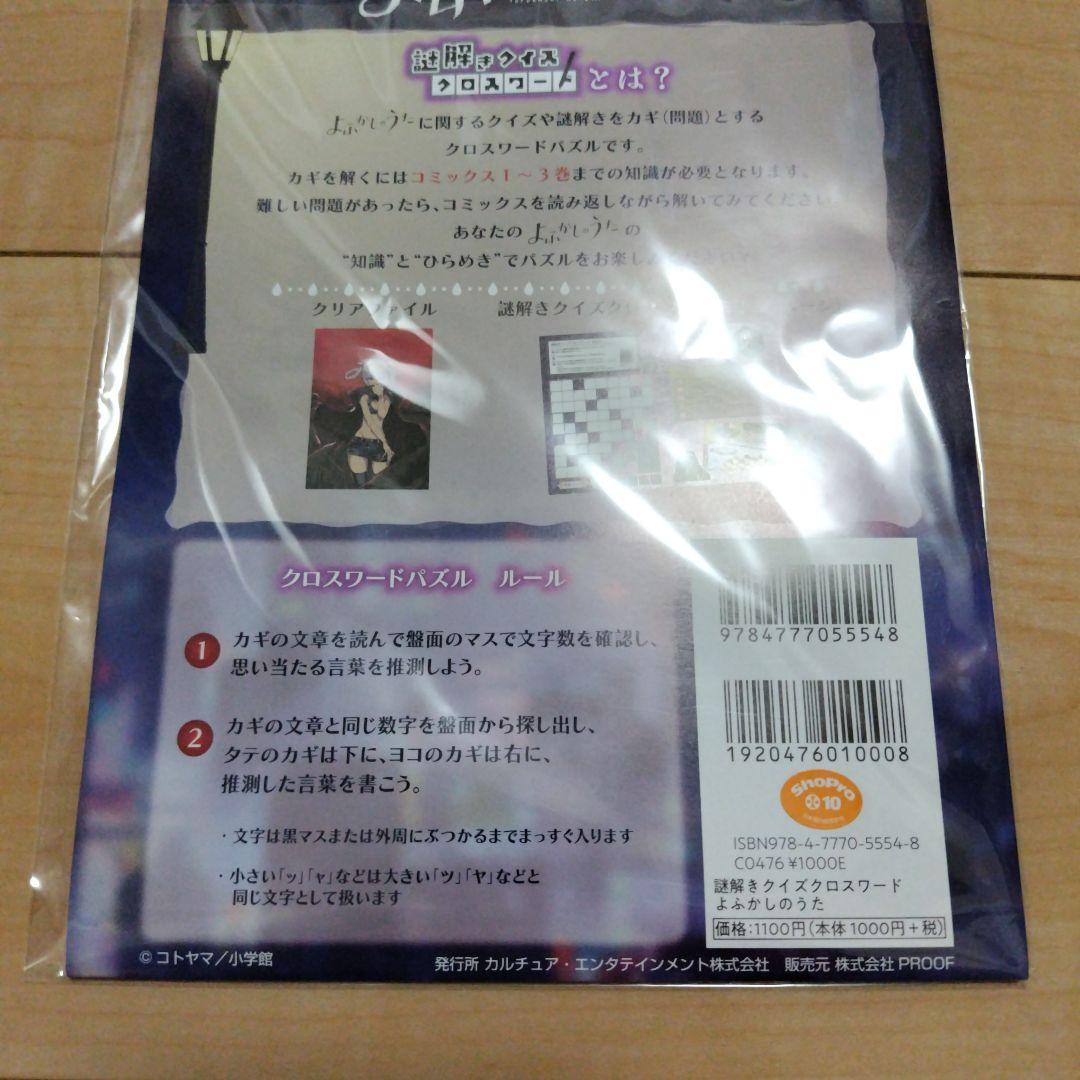 謎解きクイズ
クロスワードとは?
よふかしのうたに関するクイズや謎解きをカギ(問題)とする
クロスワードパズルです。
カギを解くにはコミックス1〜3巻までの知識が必要となります。
難しい問題があったら、コミックスを読み返しながら解いてみてください。
あなたのよふかしのうたの
“知識”と“ひらめき”でパズルをお楽し
クリアファイル
謎解きクイズク
クロスワードパズル ルール
1 カギの文章を読んで盤面のマスで文字数を確認し、
思い当たる言葉を推測しよう。
2 カギの文章と同じ数字を盤面から探し出し、
タテのカギは下に、ヨコのカギは右に、
推測した言葉を書こう。
・文字は黒マスまたは外周にぶつかるまでまっすぐ入ります
・小さい「ッ」「ャ」などは大きい「ツ」「ヤ」などと
同じ文字として扱います
9784777055548
1920476010008
ShoPro
10
ISBN978-4-7770-5554-8
C0476 ¥1000E
謎解きクイズクロスワード
よふかしのうた
価格:1100円(本体1000円+税)
©コトヤマ/小学館
発行所 カルチュア・エンタテインメント株式会社 販売元 株式会社 PROOF